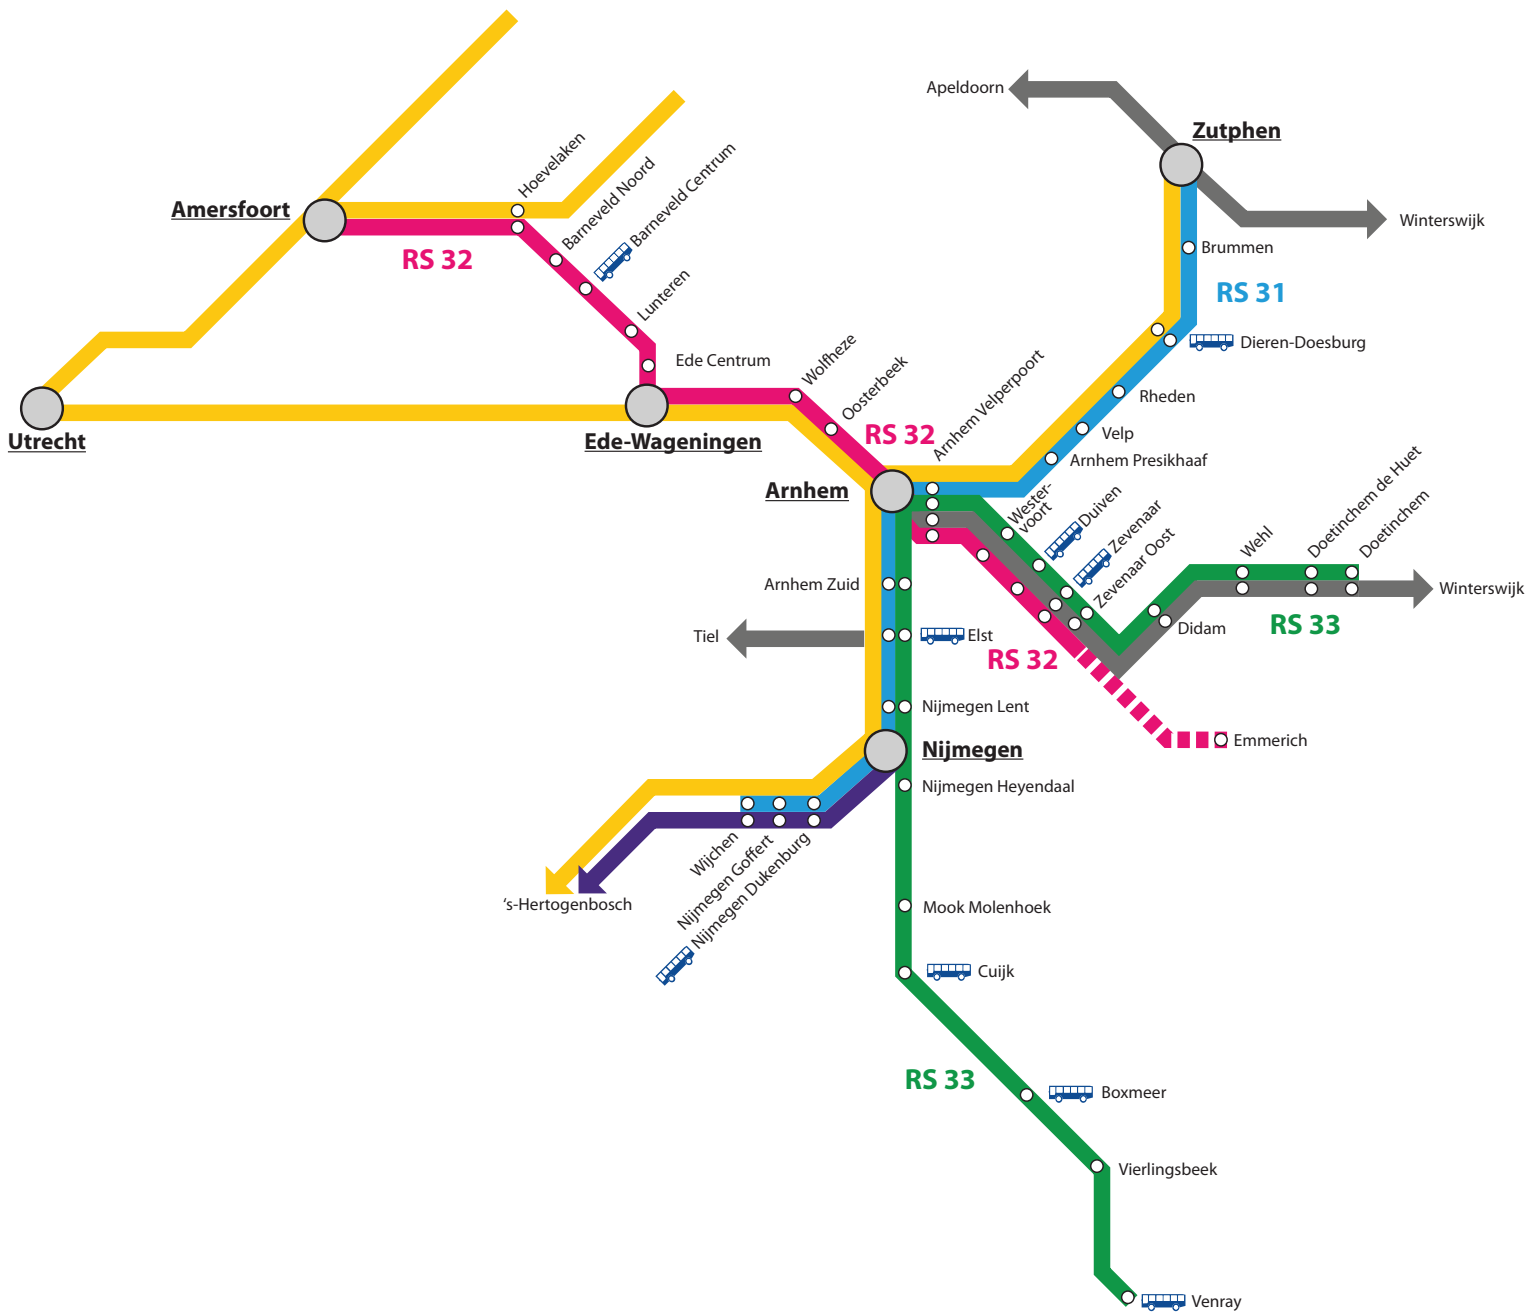 Apeldoorn
Zutphen
Hoevelaken
Barneveld Noord
Barneveld Centrum
Amersfoort
Winterswijk
Brummen
RS 32
RS 31
Lunteren
Dieren-Doesburg
Ede Centrum
Wolfheze
Oosterbeek
Arnhem Velperpoort
Rheden
Utrecht
Ede-Wageningen
RS 32
Velp
Arnhem Presikhaaf
Arnhem
Wester-
voort
Duiven
Zevenaar
Zevenaar Oost
Wehl
Doetinchem de Huet
Doetinchem
Arnhem Zuid
Winterswijk
Tiel
Elst
Didam
RS 33
RS 32
Nijmegen Lent
Emmerich
Nijmegen
Nijmegen Heyendaal
Wijchen
Nijmegen Goffert
Nijmegen Dukenburg
's-Hertogenbosch
Mook Molenhoek
Cuijk
RS 33
Boxmeer
Vierlingsbeek
Venray